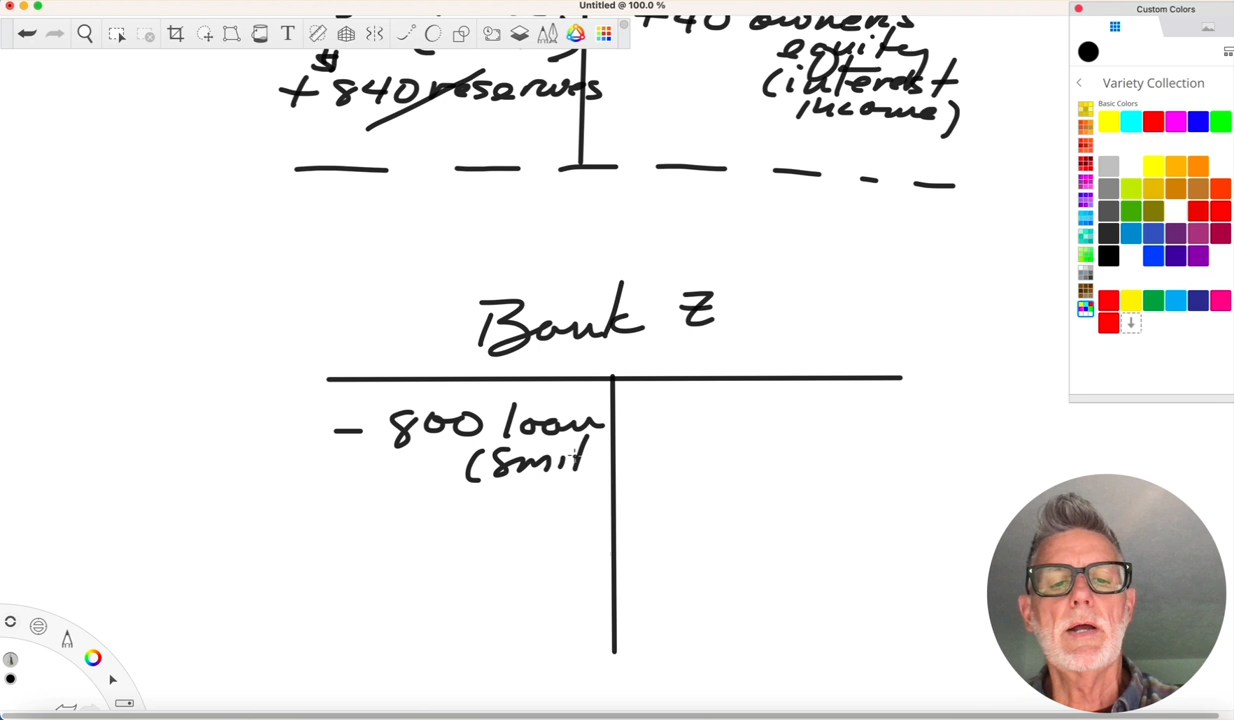 Untitled @ 100.0 %
Custom Colors
Variety Collection
Basic Colors
+40 owners
equity
(interest
income)
$
+ 840 reserves
Bank Z
- 800 loan
(Smit